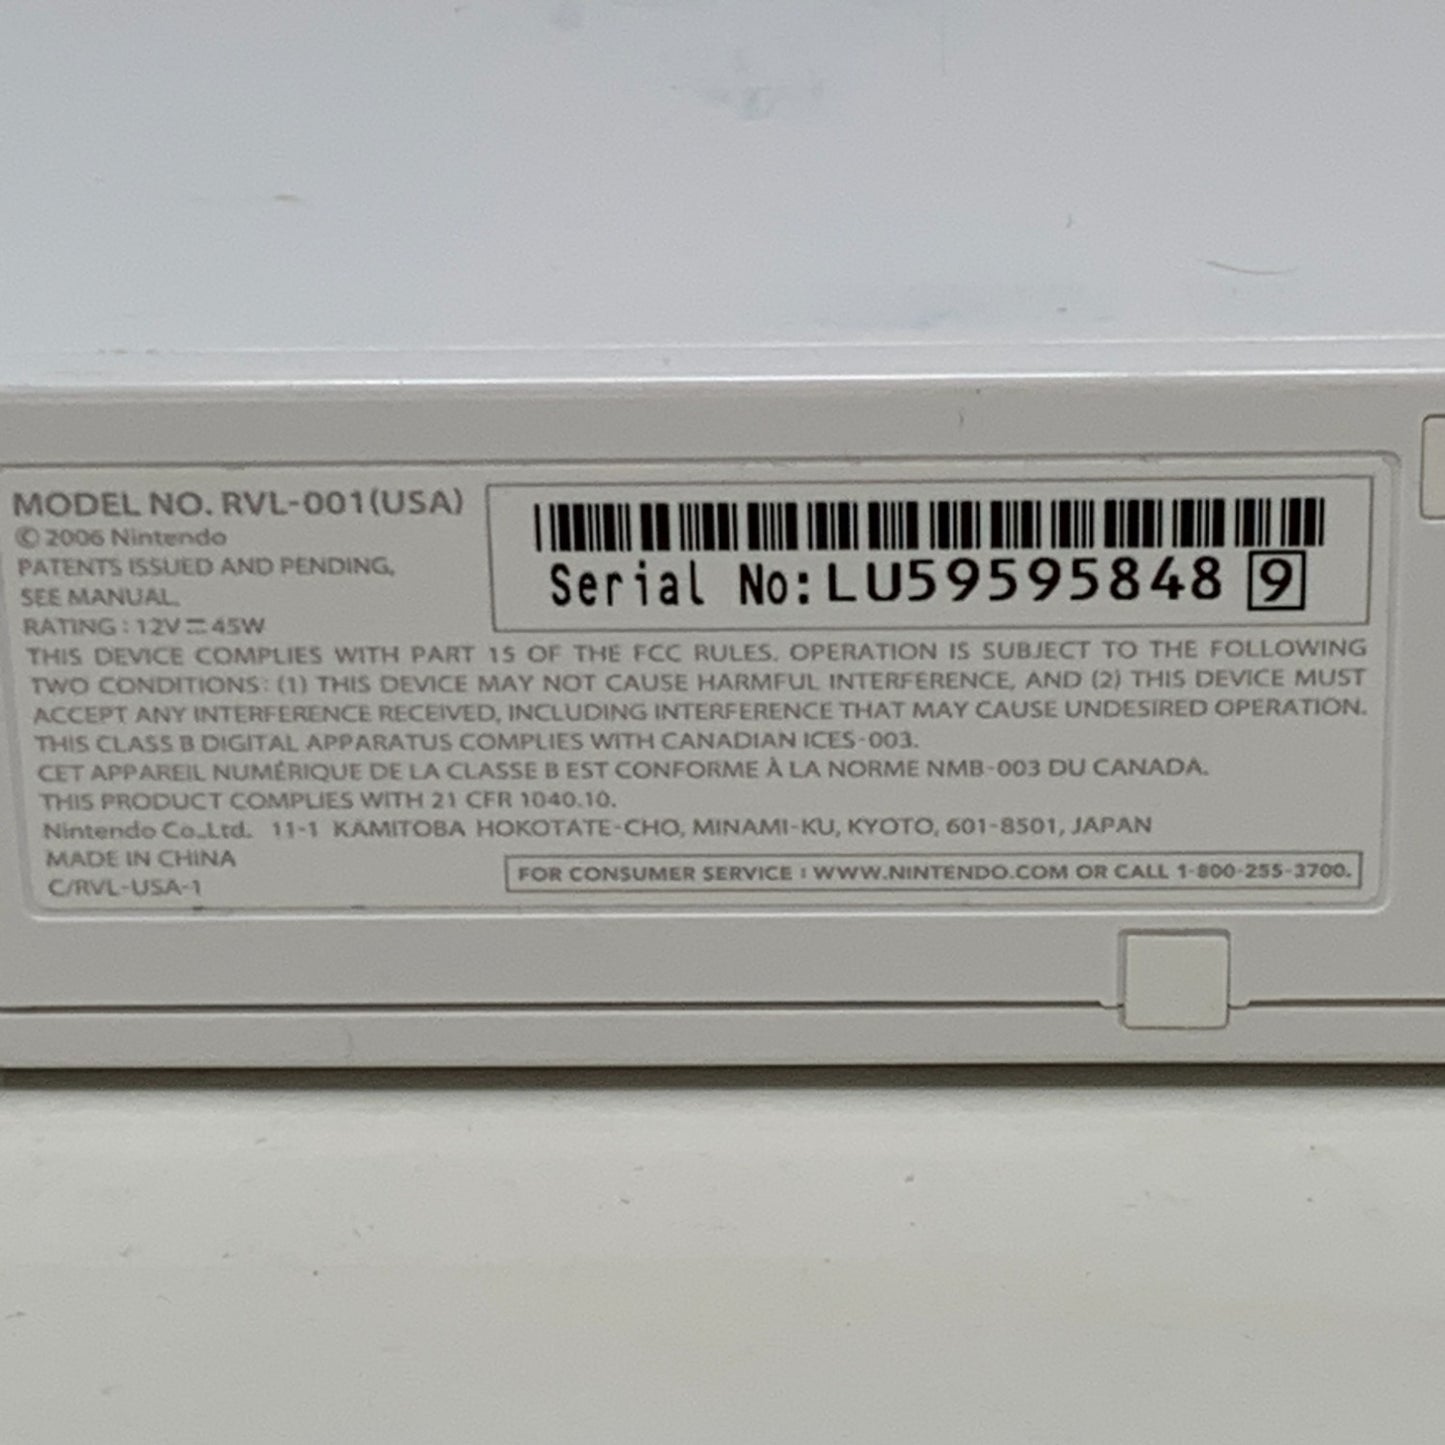 MODEL NO. RVL-001(USA)
© 2006 Nintendo
PATENTS ISSUED AND PENDING,
SEE MANUAL.
RATING : 12V⎓45W
Serial No:LU59595848 9
THIS DEVICE COMPLIES WITH PART 15 OF THE FCC RULES. OPERATION IS SUBJECT TO THE FOLLOWING
TWO CONDITIONS: (1) THIS DEVICE MAY NOT CAUSE HARMFUL INTERFERENCE, AND (2) THIS DEVICE MUST
ACCEPT ANY INTERFERENCE RECEIVED, INCLUDING INTERFERENCE THAT MAY CAUSE UNDESIRED OPERATION.
THIS CLASS B DIGITAL APPARATUS COMPLIES WITH CANADIAN ICES-003.
CET APPAREIL NUMÉRIQUE DE LA CLASSE B EST CONFORME À LA NORME NMB-003 DU CANADA.
THIS PRODUCT COMPLIES WITH 21 CFR 1040.10.
Nintendo Co.,Ltd. 11-1 KAMITOBA HOKOTATE-CHO, MINAMI-KU, KYOTO, 601-8501, JAPAN
MADE IN CHINA
C/RVL-USA-1
FOR CONSUMER SERVICE : WWW.NINTENDO.COM OR CALL 1-800-255-3700.